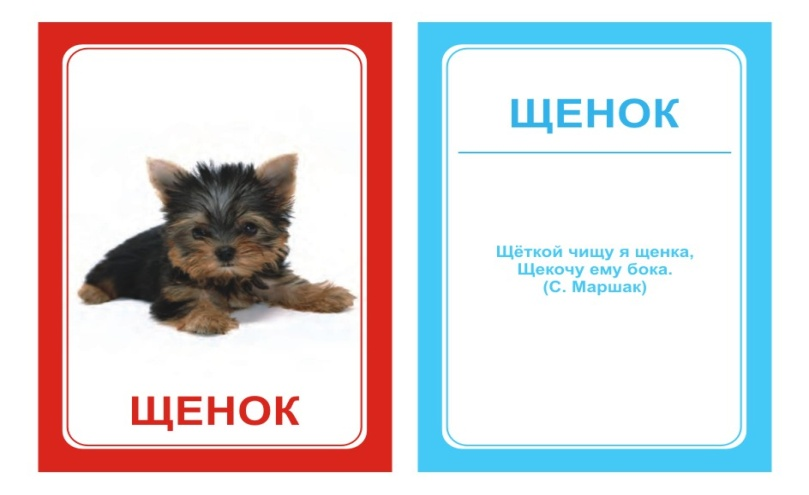 ЩЕНОК
ЩЕНОК
Щёткой чищу я щенка,
Щекочу ему бока.
(С. Маршак)